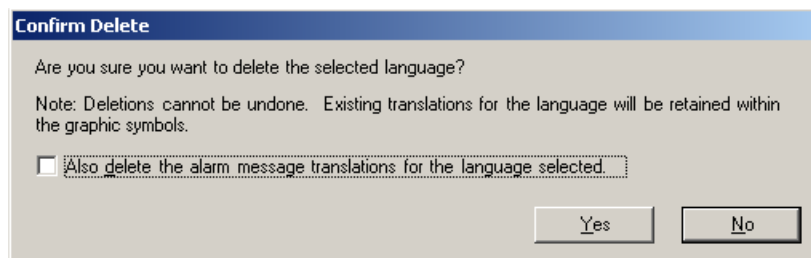 Confirm Delete
Are you sure you want to delete the selected language?
Note: Deletions cannot be undone. Existing translations for the language will be retained within
the graphic symbols.
Also delete the alarm message translations for the language selected.
Yes No